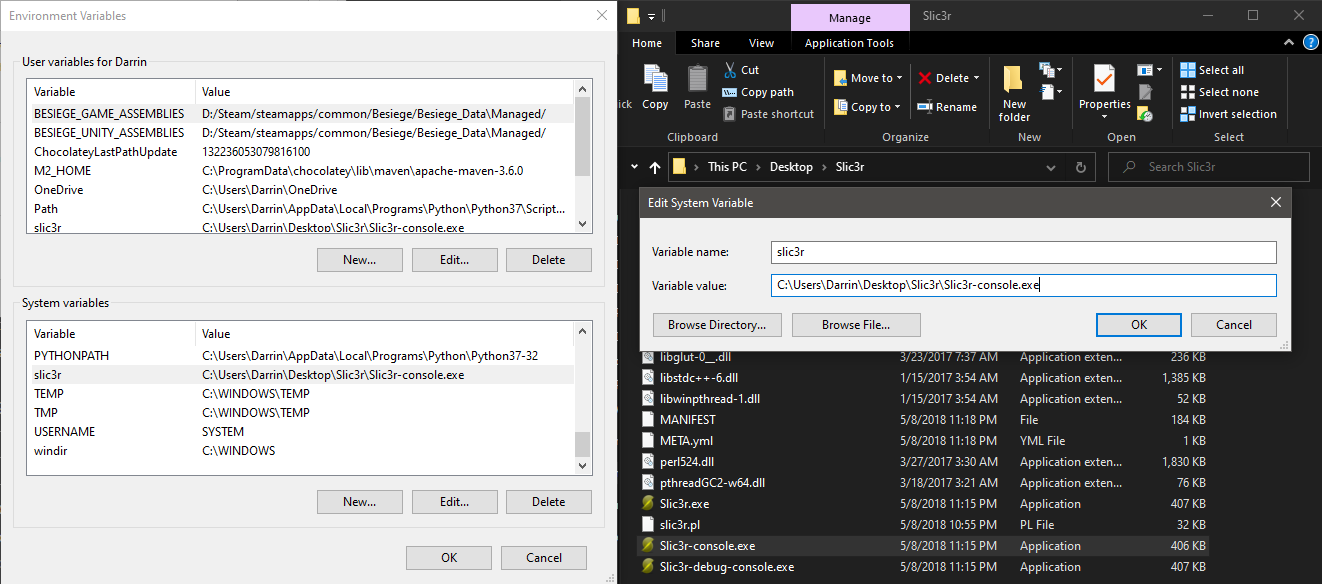 Environment Variables
User variables for Darrin
Variable Value
BESIEGE_GAME_ASSEMBLIES D:/Steam/steamapps/common/Besiege/Besiege_Data\Managed/
BESIEGE_UNITY_ASSEMBLIES D:/Steam/steamapps/common/Besiege/Besiege_Data\Managed/
ChocolateyLastPathUpdate 132236053079816100
M2_HOME C:\ProgramData\chocolatey\lib\maven\apache-maven-3.6.0
OneDrive C:\Users\Darrin\OneDrive
Path C:\Users\Darrin\AppData\Local\Programs\Python\Python37\Script...
slic3r C:\Users\Darrin\Desktop\Slic3r\Slic3r-console.exe
New... Edit... Delete
System variables
Variable Value
PYTHONPATH C:\Users\Darrin\AppData\Local\Programs\Python\Python37-32
slic3r C:\Users\Darrin\Desktop\Slic3r\Slic3r-console.exe
TEMP C:\WINDOWS\TEMP
TMP C:\WINDOWS\TEMP
USERNAME SYSTEM
windir C:\WINDOWS
New... Edit... Delete
OK Cancel
Manage Slic3r
Home Share View Application Tools
ick Copy Paste
Cut
Copy path
Paste shortcut
Clipboard
Move to Delete
Copy to Rename
Organize
New folder
New
Properties
Open
Select all
Select none
Invert selection
Select
This PC > Desktop > Slic3r
Search Slic3r
Edit System Variable
Variable name: slic3r
Variable value: C:\Users\Darrin\Desktop\Slic3r\Slic3r-console.exe
Browse Directory... Browse File... OK Cancel
libglut-0__.dll 3/23/2017 7:37 AM Application exten... 236 KB
libstdc++-6.dll 1/15/2017 3:54 AM Application exten... 1,385 KB
libwinpthread-1.dll 1/15/2017 3:54 AM Application exten... 52 KB
MANIFEST 5/8/2018 11:18 PM File 184 KB
META.yml 5/8/2018 11:18 PM YML File 1 KB
perl524.dll 3/27/2017 3:30 AM Application exten... 1,830 KB
pthreadGC2-w64.dll 3/18/2017 3:21 AM Application exten... 76 KB
Slic3r.exe 5/8/2018 11:15 PM Application 407 KB
slic3r.pl 5/8/2018 10:55 PM PL File 32 KB
Slic3r-console.exe 5/8/2018 11:15 PM Application 406 KB
Slic3r-debug-console.exe 5/8/2018 11:15 PM Application 407 KB